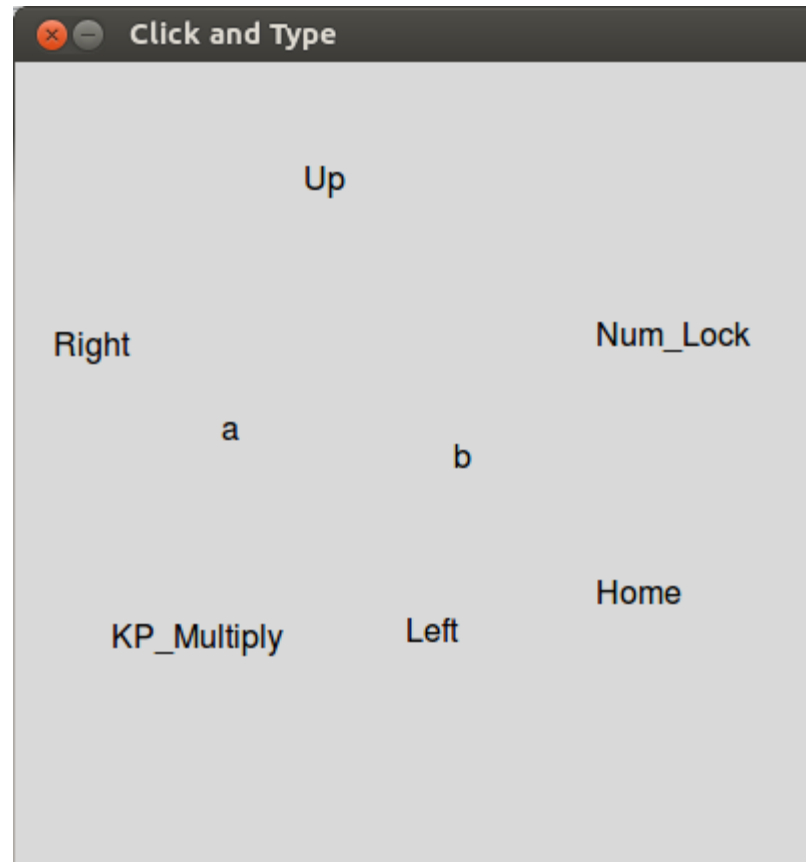 Click and Type
Up
Num_Lock
Right
a
b
Home
Left
KP_Multiply